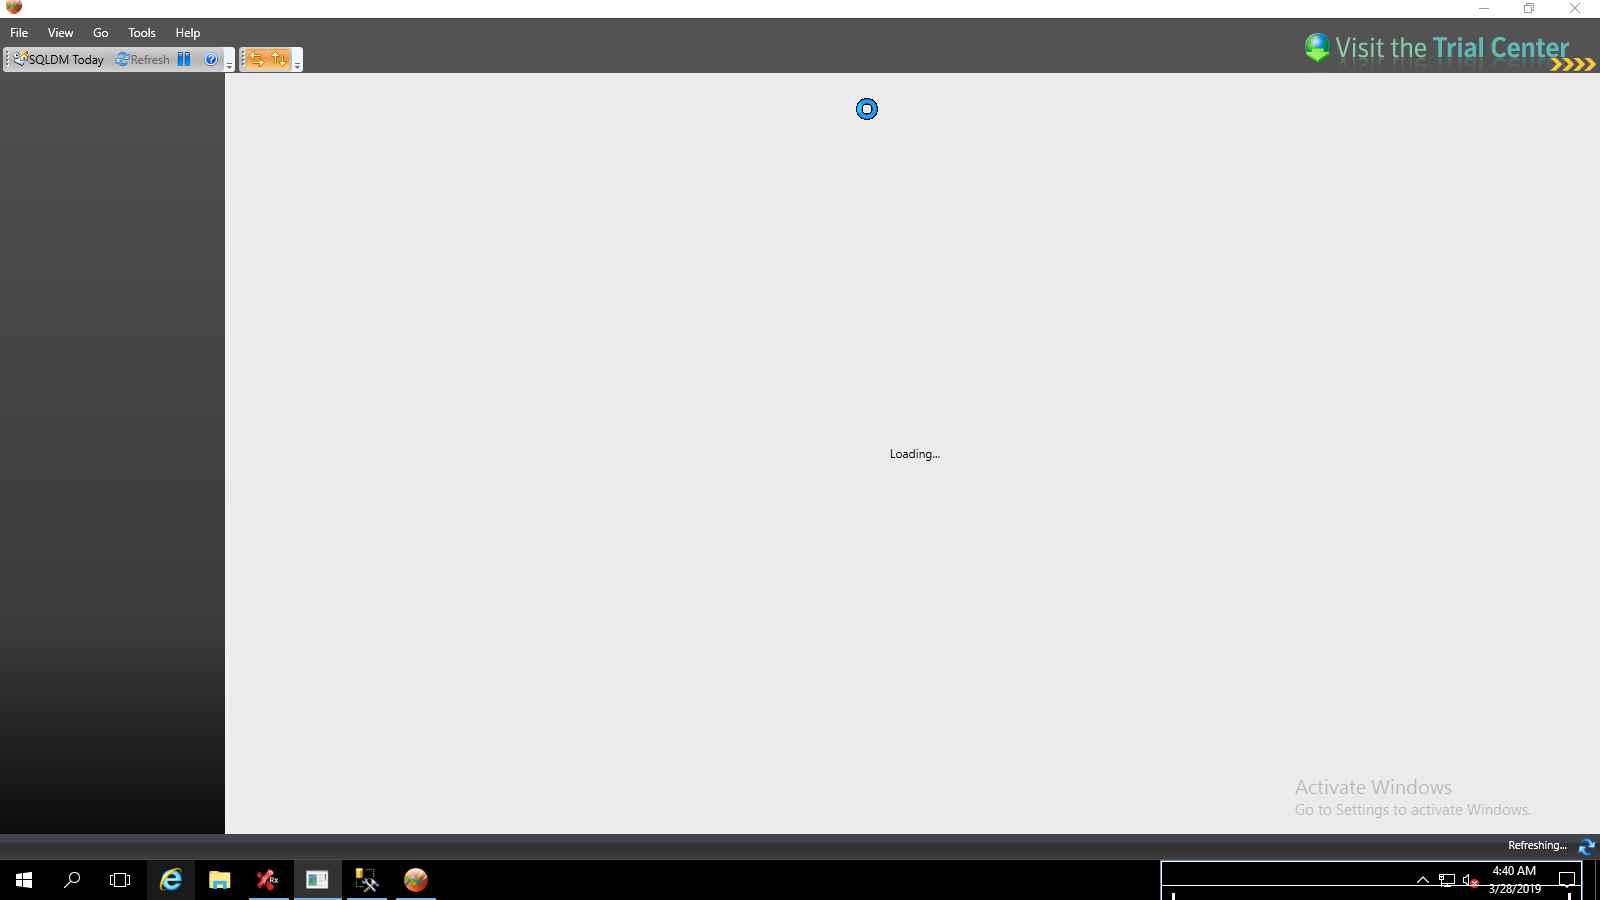 File View Go Tools Help
Visit the Trial Center
SQLDM Today Refresh
Loading...
Activate Windows
Go to Settings to activate Windows.
Refreshing...
Rx
4:40 AM
3/28/2019